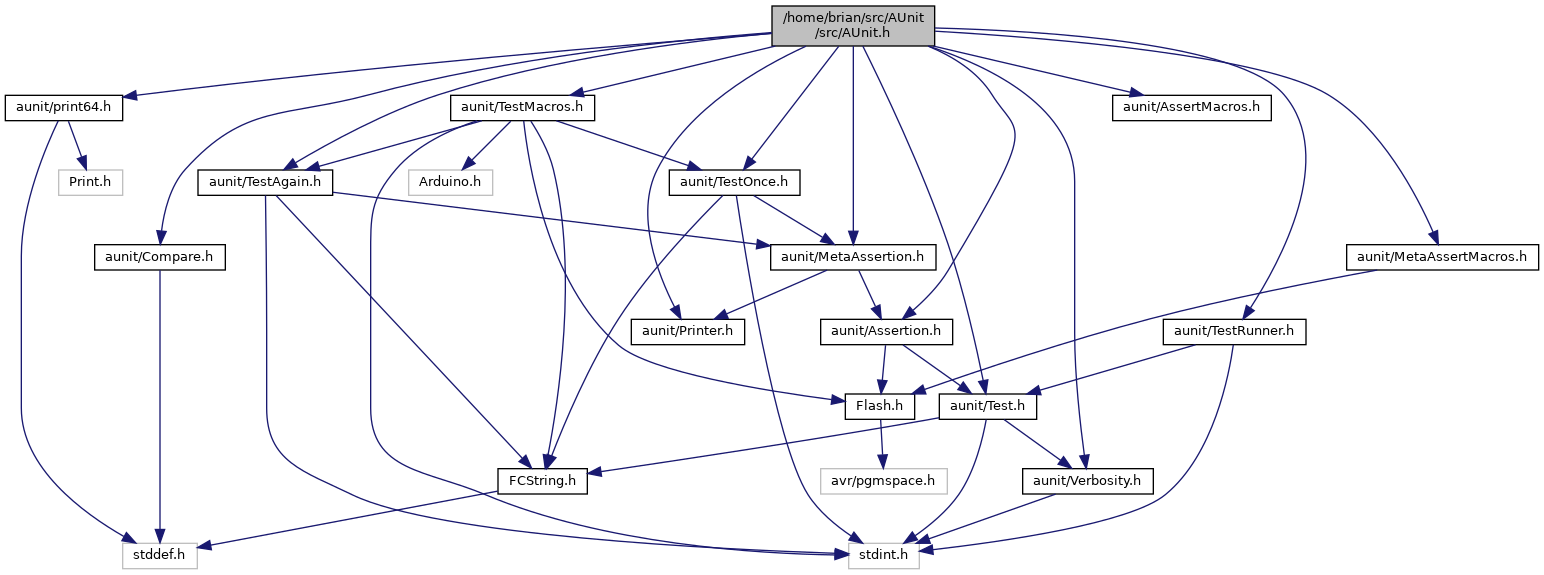 /home/brian/src/AUnit
/src/AUnit.h
aunit/print64.h
aunit/TestMacros.h
aunit/AssertMacros.h
Print.h
aunit/TestAgain.h
Arduino.h
aunit/TestOnce.h
aunit/Compare.h
aunit/MetaAssertion.h
aunit/MetaAssertMacros.h
aunit/Printer.h
aunit/Assertion.h
aunit/TestRunner.h
Flash.h
aunit/Test.h
FCString.h
avr/pgmspace.h
aunit/Verbosity.h
stddef.h
stdint.h